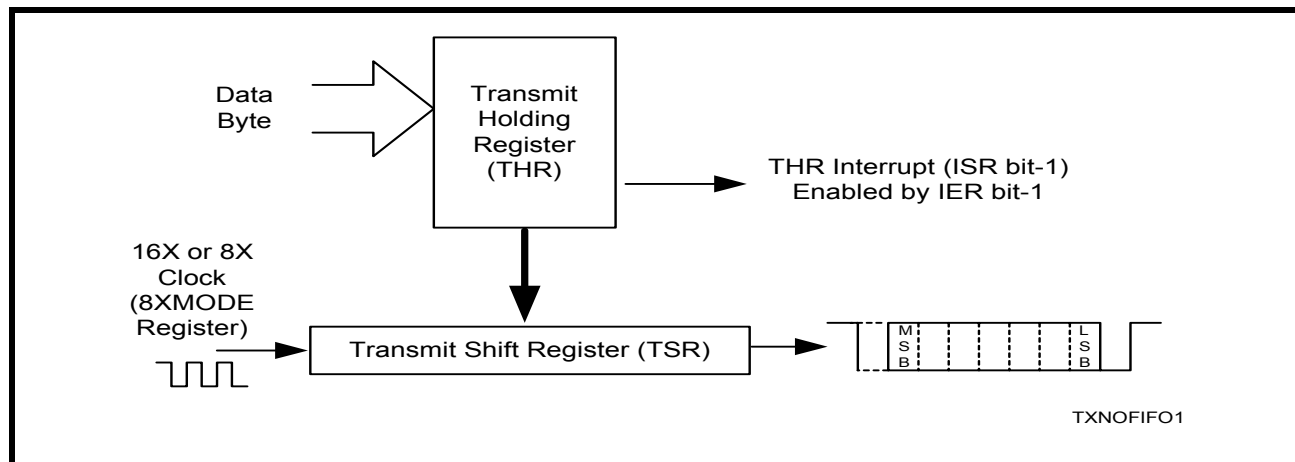 Data
Byte
Transmit
Holding
Register
(THR)
THR Interrupt (ISR bit-1)
Enabled by IER bit-1
16X or 8X
Clock
(8XMODE
Register)
Transmit Shift Register (TSR)
M
S
B
L
S
B
TXNOFIFO1